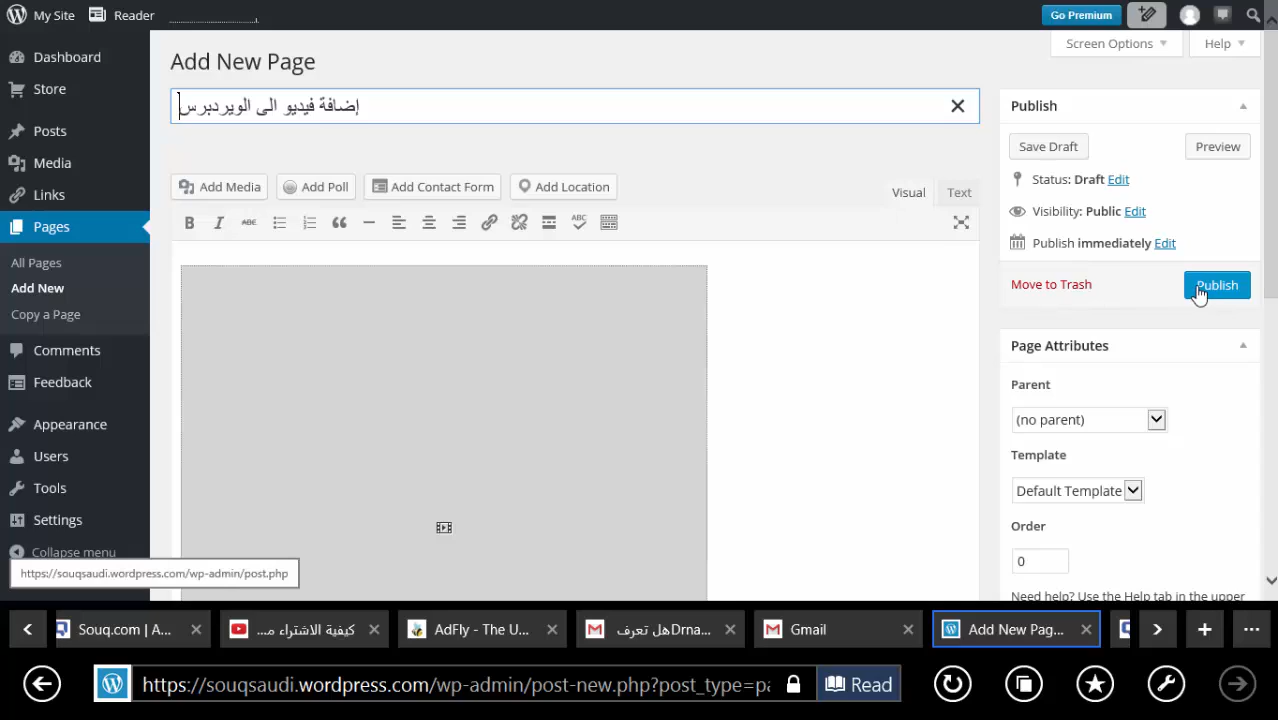 My Site
Reader
Go Premium
Dashboard
Store
Posts
Media
Links
Pages
All Pages
Add New
Copy a Page
Comments
Feedback
Appearance
Users
Tools
Settings
Collapse menu
https://souqsaudi.wordpress.com/wp-admin/post.php
Screen Options
Help
Add New Page
إضافة فيديو الى الويردبرس
Add Media
Add Poll
Add Contact Form
Add Location
Visual
Text
B I ABC
ABC
Publish
Save Draft
Preview
Status: Draft Edit
Visibility: Public Edit
Publish immediately Edit
Move to Trash
Publish
Page Attributes
Parent
(no parent)
Template
Default Template
Order
0
Need help? Use the Help tab in the upper
Souq.com | A...
كيفية الاشتراء م...
AdFly - The U...
هل تعرف Drna...
Gmail
Add New Pag...
https://souqsaudi.wordpress.com/wp-admin/post-new.php?post_type=pa
Read